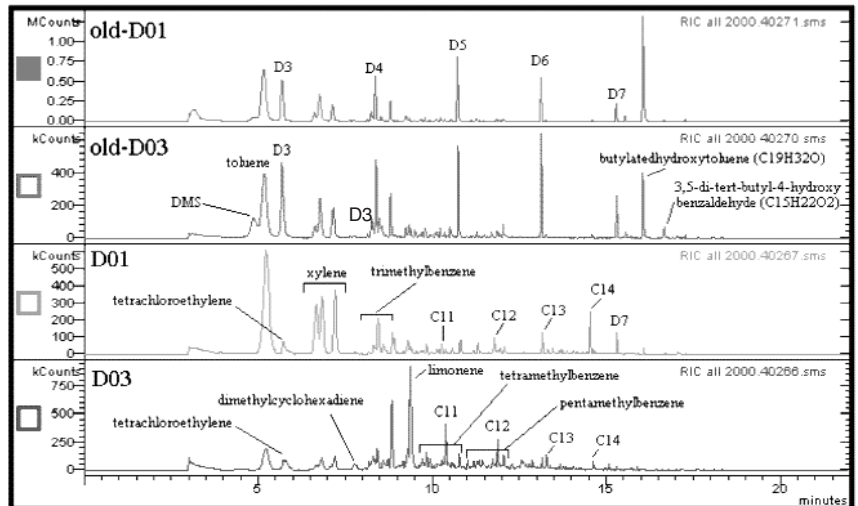 MCounts
old-D01
RIC all 2000.40271.sms
1.00
0.75
0.50
0.25
0.00
D3
D4
D5
D6
D7
kCounts
old-D03
RIC all 2000.40270 .sms
400
200
0
DMS
toluene
D3
D3
butylatedhydroxytoluene (C19H32O)
3,5-di-tert-butyl-4-hydroxy
benzaldehyde (C15H22O2)
kCounts
D01
RIC all 2000.40267 .sms
500
400
300
200
100
0
tetrachloroethylene
xylene
trimethylbenzene
C11
C12
C13
C14
D7
kCounts
D03
RIC all 2000.40266 .sms
750
500
250
0
tetrachloroethylene
dimethylcyclohexadiene
limonene
tetramethylbenzene
C11
pentamethylbenzene
C12
C13
C14
5
10
15
20
minutes